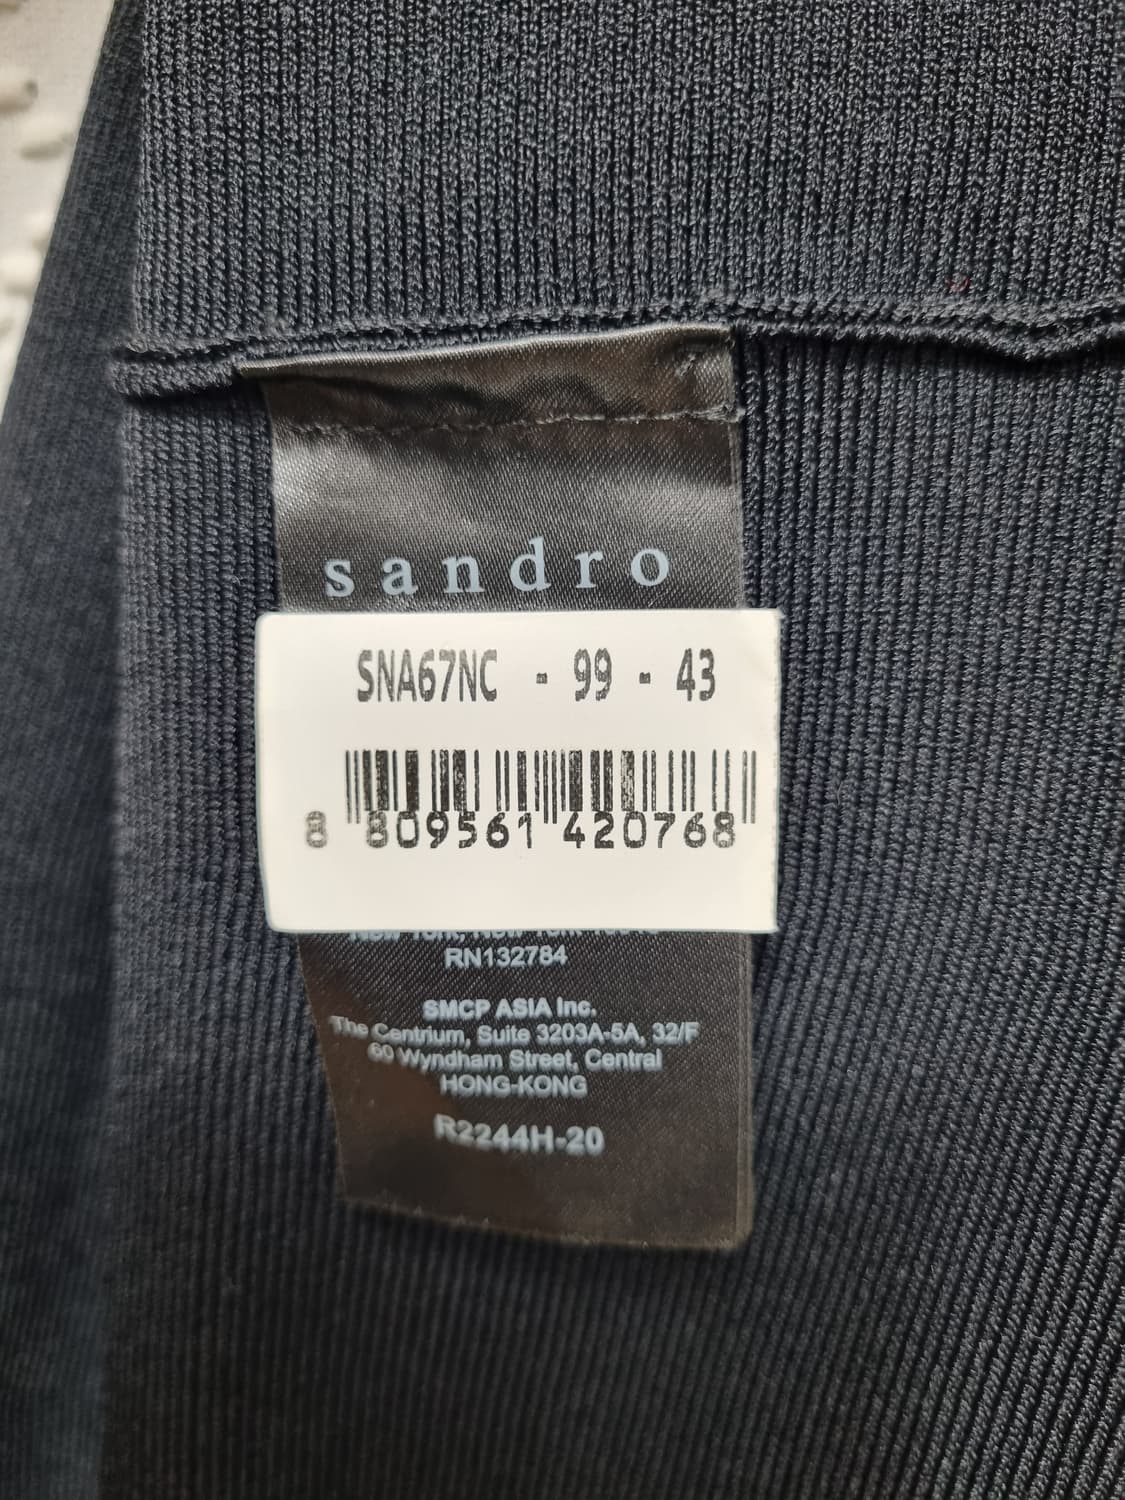 sandro
SNA67NC - 99 - 43
8 809561 420768
RN132784
SMCP ASIA Inc.
The Centrium, Suite 3203A-5A, 32/F
60 Wyndham Street, Central
HONG-KONG
R2244H-20